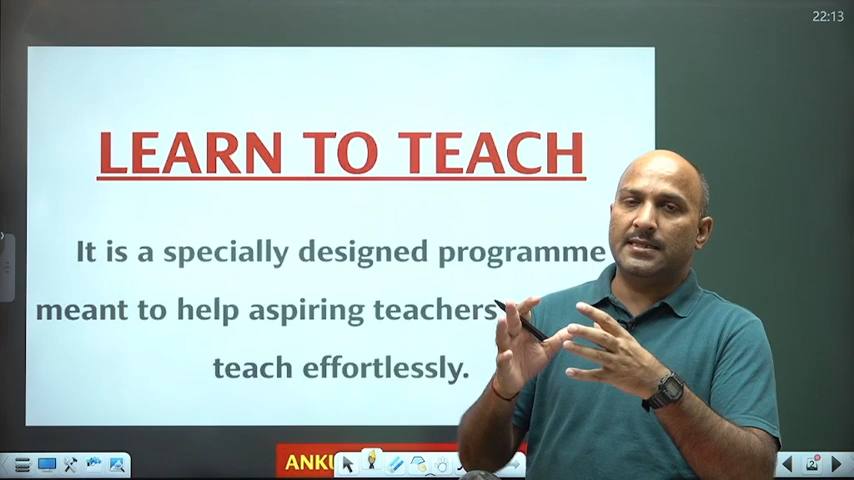 22:13
LEARN TO TEACH
It is a specially designed programme
meant to help aspiring teachers
teach effortlessly.